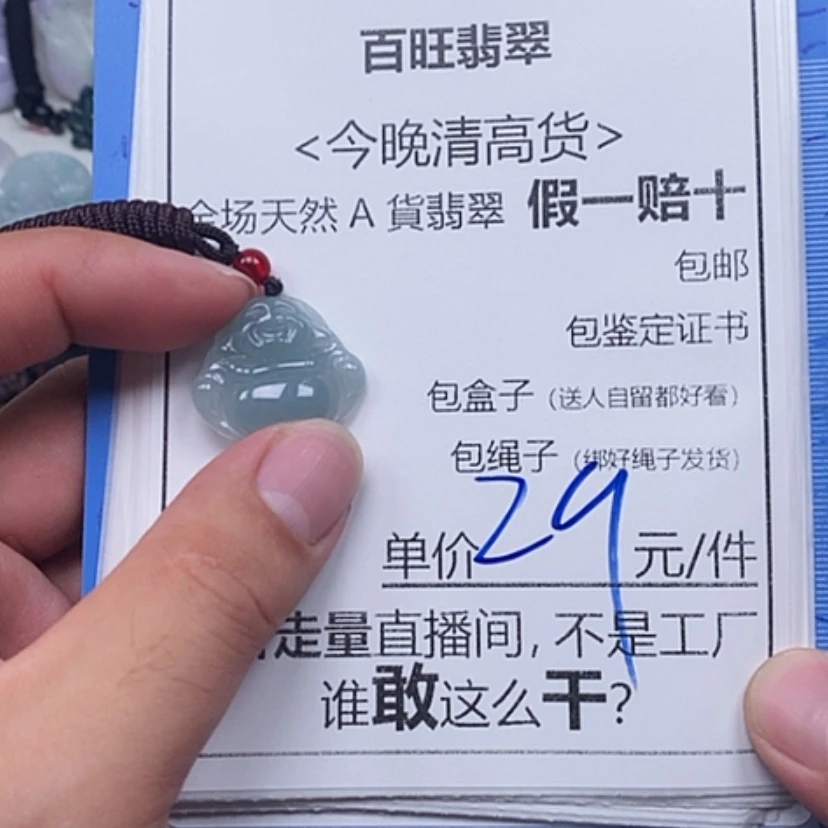 百旺翡翠
<今晚清高货>
全场天然A貨翡翠 假一赔十
包邮
包鉴定证书
包盒子（送人自留都好看）
包绳子（绑好绳子发货）
单价29元/件
走量直播间,不是工厂
谁敢这么干?